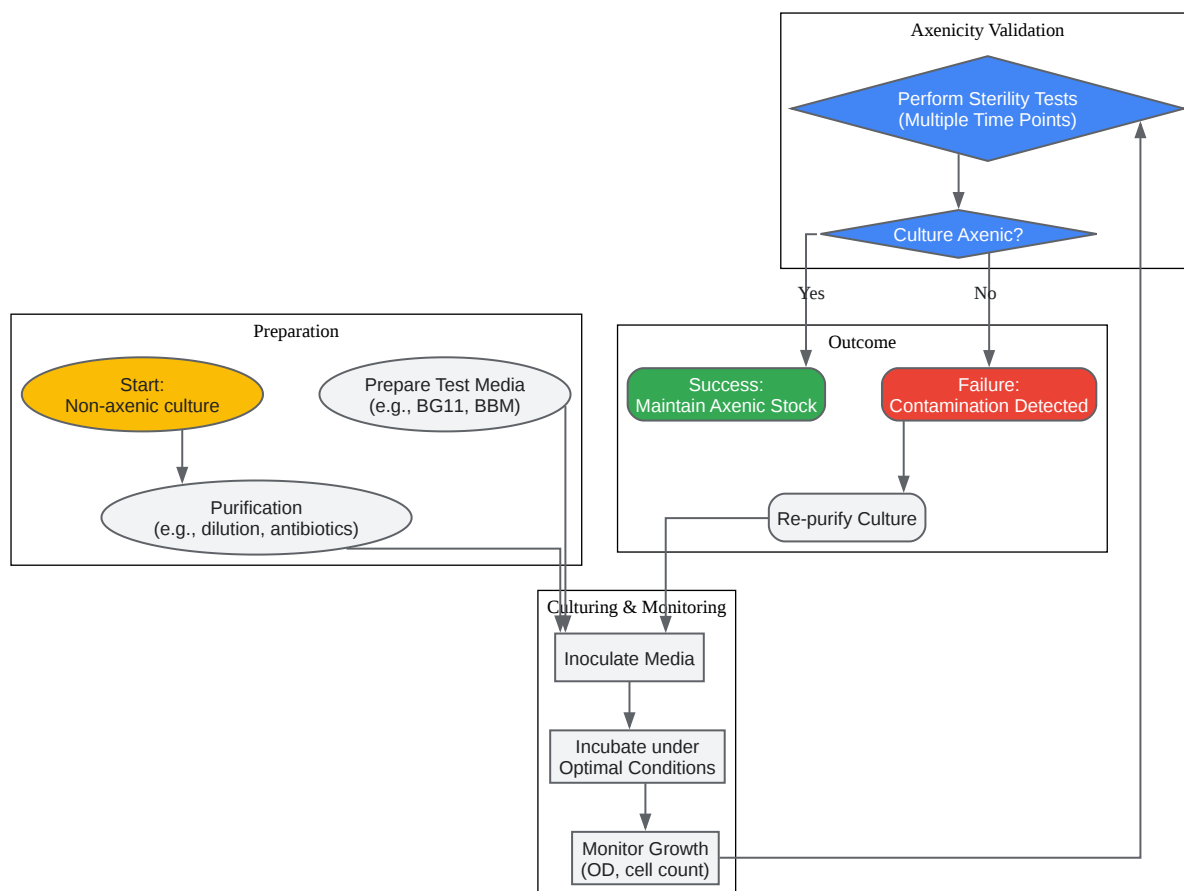 Axenicity Validation
Perform Sterility Tests
(Multiple Time Points)
Culture Axenic?
Yes
No
Preparation
Start:
Non-axenic culture
Prepare Test Media
(e.g., BG11, BBM)
Purification
(e.g., dilution, antibiotics)
Outcome
Success:
Maintain Axenic Stock
Failure:
Contamination Detected
Re-purify Culture
Culturing & Monitoring
Inoculate Media
Incubate under
Optimal Conditions
Monitor Growth
(OD, cell count)